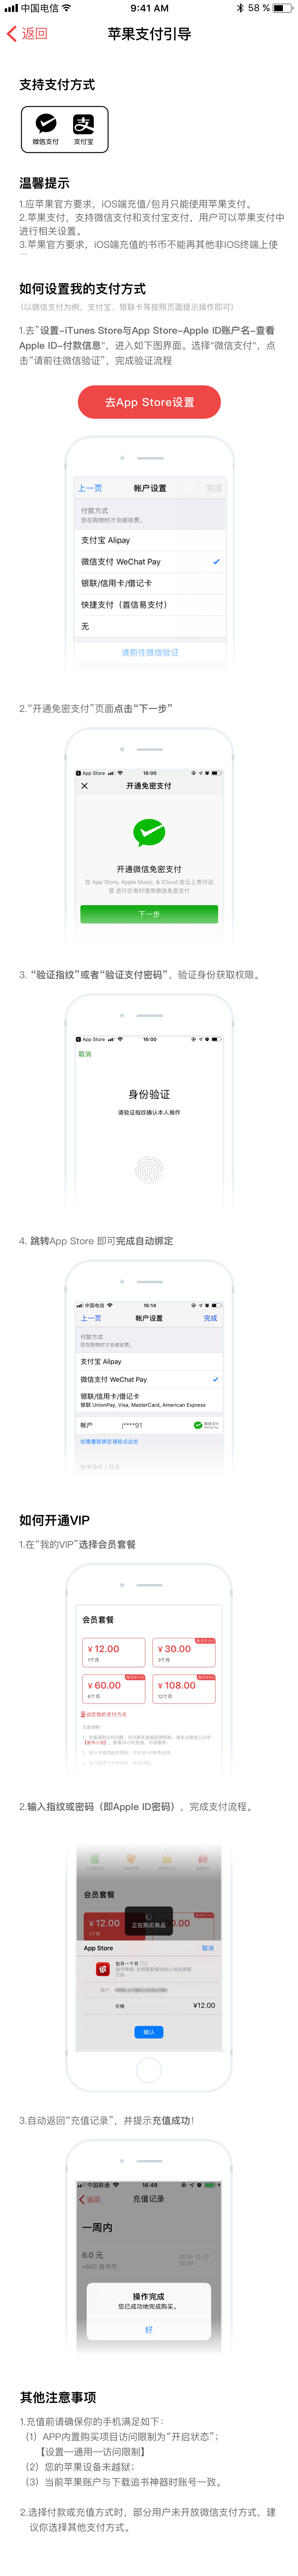 中国电信
9:41 AM
58 %
返回
苹果支付引导
支持支付方式
微信支付
支付宝
温馨提示
1.应苹果官方要求，iOS端充值/包月只能使用苹果支付。
2.苹果支付，支持微信支付和支付宝支付，用户可以苹果支付中
进行相关设置。
3.苹果官方要求，iOS端充值的书币不能再其他非IOS终端上使
如何设置我的支付方式
（以微信支付为例，支付宝、银联卡等按照页面提示操作即可）
1.去”设置-iTunes Store与App Store-Apple ID账户名-查看
Apple ID-付款信息"，进入如下图界面。选择"微信支付"，点
击“请前往微信验证”，完成验证流程
去App Store设置
上一页
帐户设置
完成
付款方式
您在购物时才会被收费。
支付宝 Alipay
微信支付 WeChat Pay
银联/信用卡/借记卡
快捷支付（首信易支付）
无
请前往微信验证
2.“开通免密支付”页面点击“下一步”
App Store
16:00
开通免密支付
开通微信免密支付
在 App Store, Apple Music, & iCloud 由云上贵州运
营 进行交易时使用微信免密支付
下一步
3. “验证指纹”或者“验证支付密码”，验证身份获取权限。
App Store
16:00
取消
身份验证
请验证指纹确认本人操作
4. 跳转App Store 即可完成自动绑定
中国电信
16:14
上一页
帐户设置
完成
付款方式
您在购物时才会被收费。
支付宝 Alipay
微信支付 WeChat Pay
银联/信用卡/借记卡
银联 UnionPay, Visa, MasterCard, American Express
帐户
j****91
微信支付
如需重新绑定请轻点此处
如何开通VIP
1.在“我的VIP”选择会员套餐
会员套餐
¥ 12.00
1个月
¥ 30.00
3个月
¥ 60.00
6个月
¥ 108.00
12个月
设定我的支付方式
2.输入指纹或密码（即Apple ID密码），完成支付流程。
会员套餐
¥ 12.00
1个月
正在购买商品
App Store
取消
包月一个月
订阅
账户
价格
¥12.00
确认
3.自动返回“充值记录”，并提示充值成功！
中国联通
16:49
返回
充值记录
一周内
6.0 元
+600 追书币
操作完成
您已成功地完成购买。
好
其他注意事项
1.充值前请确保你的手机满足如下：
（1）APP内置购买项目访问限制为“开启状态”；
【设置—通用—访问限制】
（2）您的苹果设备未越狱；
（3）当前苹果账户与下载追书神器时账号一致。
2.选择付款或充值方式时，部分用户未开放微信支付方式，建
议你选择其他支付方式。